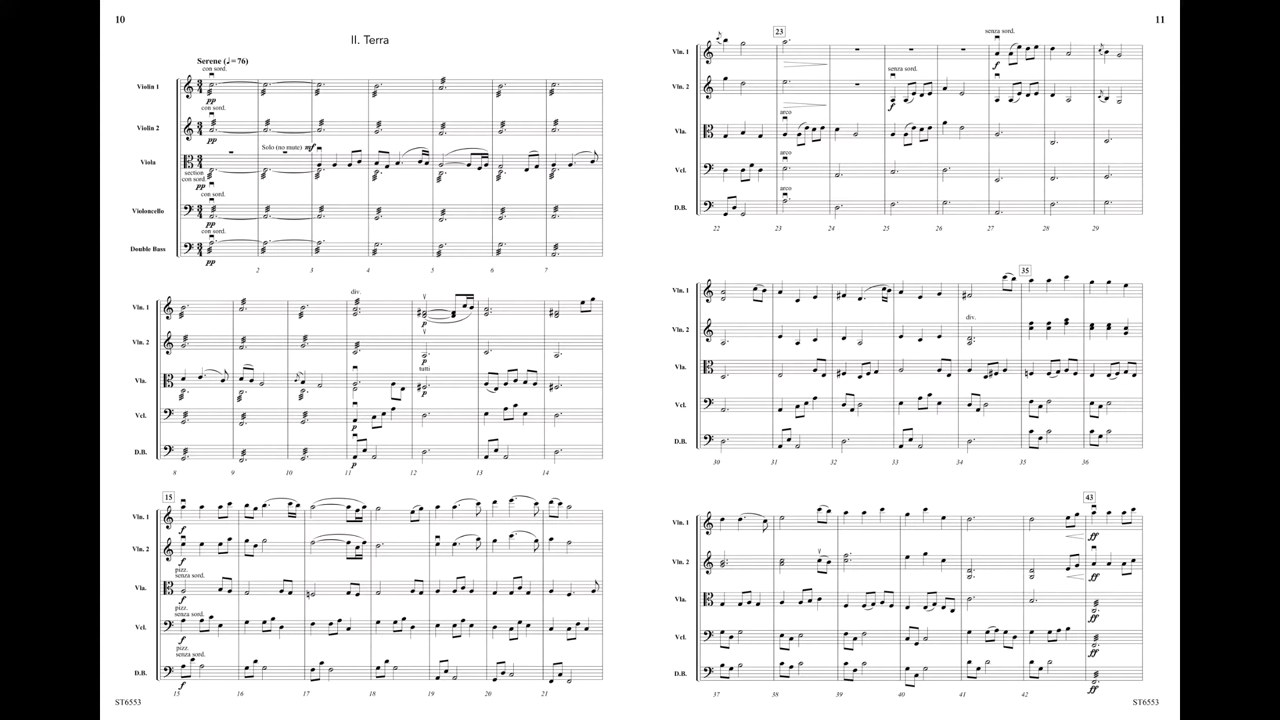 10
II. Terra
Serene (♩= 76)
con sord.
Violin 1
pp
con sord.
Violin 2
pp
Solo (no mute) mf
Viola
section
con sord.
pp
con sord.
Violoncello
pp
con sord.
Double Bass
pp
2 3 4 5 6 7
div.
Vln. 1
p
Vln. 2
p
tutti
Vla.
p
Vcl.
p
D.B.
p
8 9 10 11 12 13 14
15
Vln. 1
f
Vln. 2
f
pizz.
senza sord.
Vla.
f
pizz.
senza sord.
Vcl.
f
pizz.
senza sord.
D.B.
f
15 16 17 18 19 20 21
ST6553
11
23
senza sord.
Vln. 1
f
senza sord.
Vln. 2
f
arco
Vla.
arco
Vcl.
arco
D.B.
22 23 24 25 26 27 28 29
35
Vln. 1
div.
Vln. 2
Vla.
Vcl.
D.B.
30 31 32 33 34 35 36
43
Vln. 1
ff
Vln. 2
ff
Vla.
ff
Vcl.
ff
D.B.
ff
37 38 39 40 41 42
ST6553